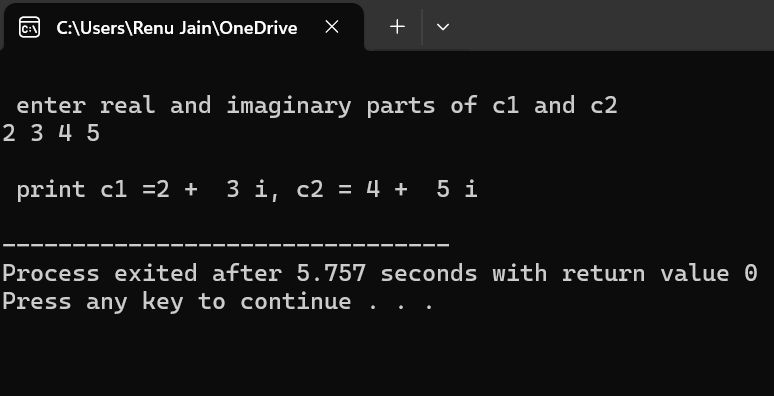 C:\Users\Renu Jain\OneDrive
enter real and imaginary parts of c1 and c2
2 3 4 5
print c1 =2 +  3 i, c2 = 4 +  5 i
--------------------------------
Process exited after 5.757 seconds with return value 0
Press any key to continue . . .